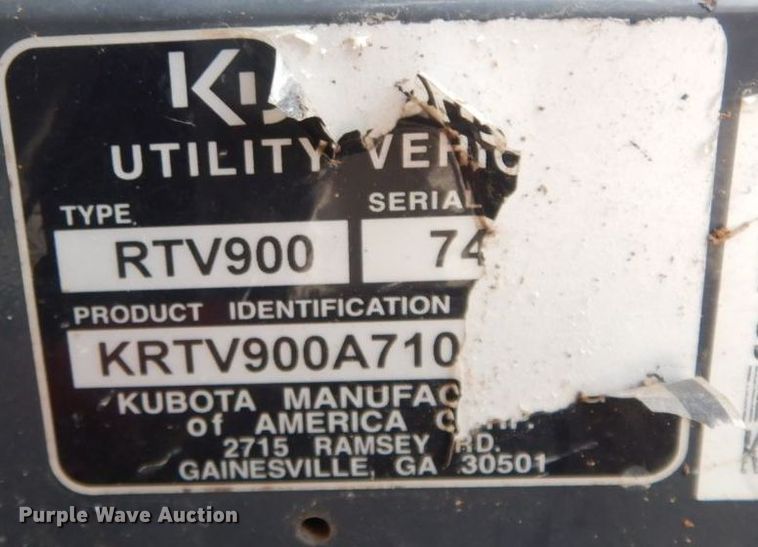 UTILITY
TYPE SERIAL
RTV900 74
PRODUCT IDENTIFICATION
KRTV900A710
KUBOTA MANUFAC
of AMERICA
2715 RAMSEY RD.
GAINESVILLE, GA 30501
Purple Wave Auction